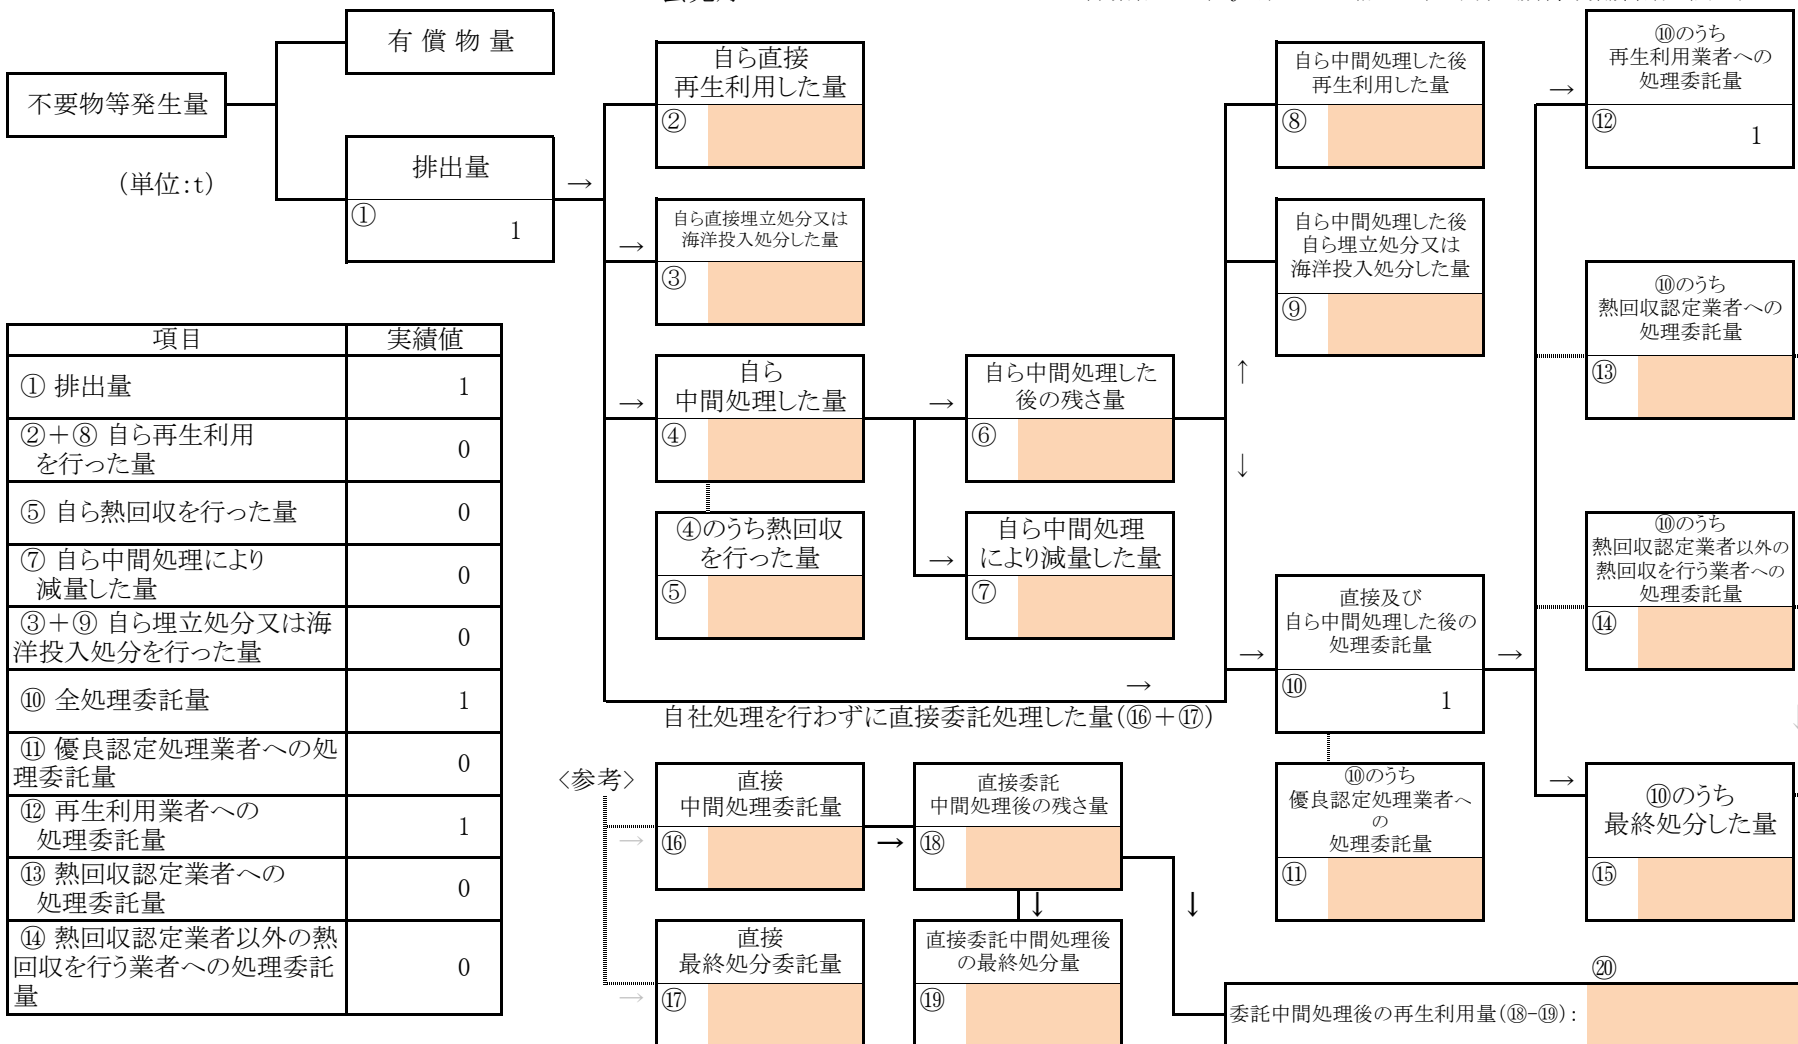 不要物等発生量
(単位:t)
有 償 物 量
排出量
①
1
→
自ら直接
再生利用した量
②
→
自ら直接埋立処分又は
海洋投入処分した量
③
→
自ら
中間処理した量
④
④のうち熱回収
を行った量
⑤
→
自ら中間処理した
後の残さ量
⑥
→
自ら中間処理
により減量した量
⑦
↑
↓
自ら中間処理した後
再生利用した量
⑧
自ら中間処理した後
自ら埋立処分又は
海洋投入処分した量
⑨
→
自社処理を行わずに直接委託処理した量(⑯+⑰)
→
直接及び
自ら中間処理した後の
処理委託量
⑩
1
→
⑩のうち
優良認定処理業者へ
の
処理委託量
⑪
→
⑩のうち
再生利用業者への
処理委託量
⑫
1
⑩のうち
熱回収認定業者への
処理委託量
⑬
⑩のうち
熱回収認定業者以外の
熱回収を行う業者への
処理委託量
⑭
→
⑩のうち
最終処分した量
⑮
項目 実績値
① 排出量 1
②+⑧ 自ら再生利用
を行った量 0
⑤ 自ら熱回収を行った量 0
⑦ 自ら中間処理により
減量した量 0
③+⑨ 自ら埋立処分又は海
洋投入処分を行った量 0
⑩ 全処理委託量 1
⑪ 優良認定処理業者への処
理委託量 0
⑫ 再生利用業者への
処理委託量 1
⑬ 熱回収認定業者への
処理委託量 0
⑭ 熱回収認定業者以外の熱
回収を行う業者への処理委託
量 0
<参考>
→
直接
中間処理委託量
⑯
→
直接委託
中間処理後の残さ量
⑱
↓
↓
→
直接
最終処分委託量
⑰
直接委託中間処理後
の最終処分量
⑲
⑳
委託中間処理後の再生利用量(⑱-⑲):